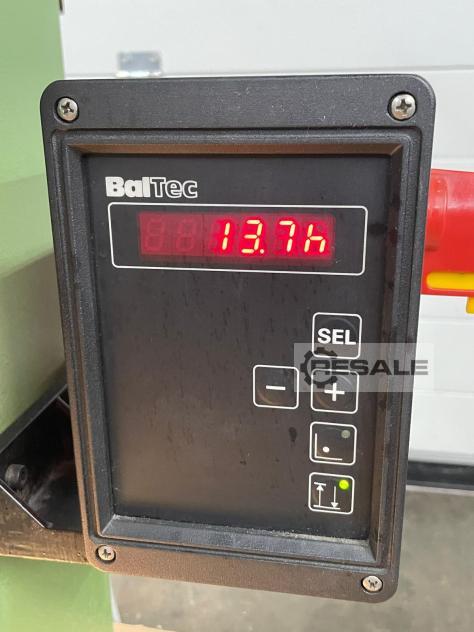 BalTec
13.7h
SEL
RESALE
- +